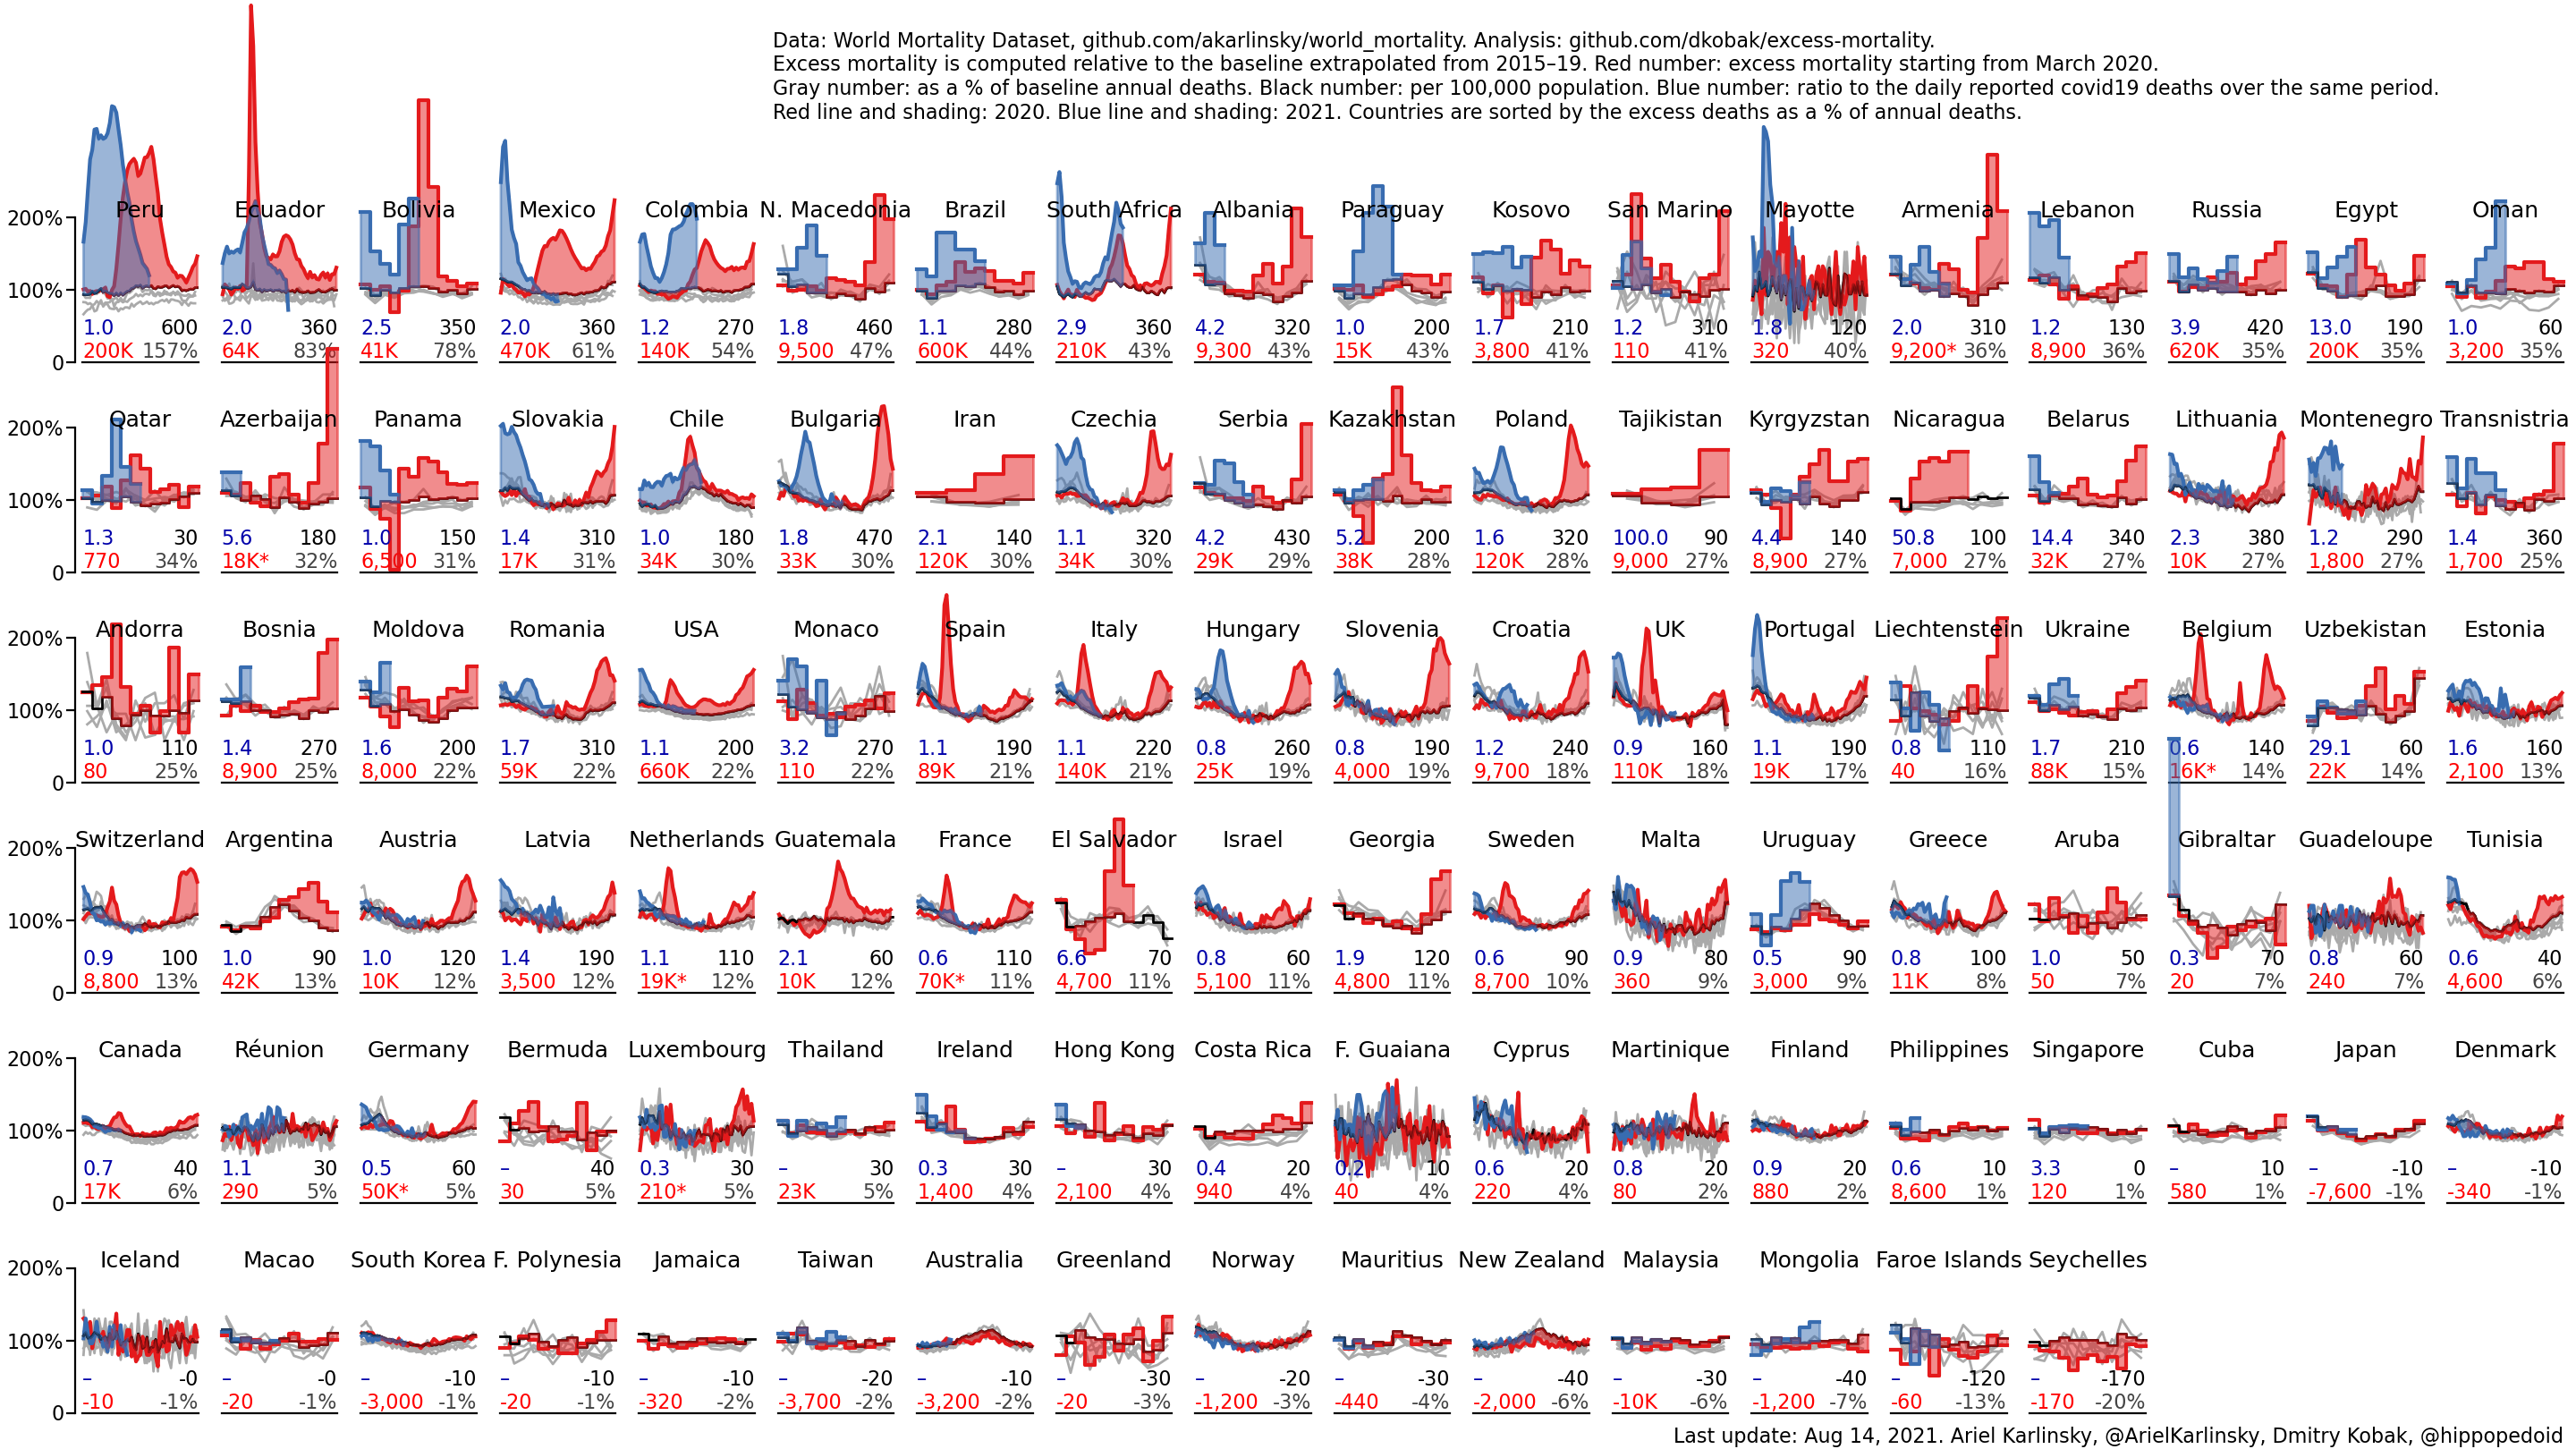 Data: World Mortality Dataset, github.com/akarlinsky/world_mortality. Analysis: github.com/dkobak/excess-mortality.
Excess mortality is computed relative to the baseline extrapolated from 2015–19. Red number: excess mortality starting from March 2020.
Gray number: as a % of baseline annual deaths. Black number: per 100,000 population. Blue number: ratio to the daily reported covid19 deaths over the same period.
Red line and shading: 2020. Blue line and shading: 2021. Countries are sorted by the excess deaths as a % of annual deaths.
200% Peru Ecuador Bolivia Mexico Colombia N. Macedonia Brazil South Africa Albania Paraguay Kosovo San Marino Mayotte Armenia Lebanon Russia Egypt Oman
100%
1.0 600 2.0 360 2.5 350 2.0 360 1.2 270 1.8 460 1.1 280 2.9 360 4.2 320 1.0 200 1.7 210 1.2 310 1.8 120 2.0 310 1.2 130 3.9 420 13.0 190 1.0 60
0 200K 157% 64K 83% 41K 78% 470K 61% 140K 54% 9,500 47% 600K 44% 210K 43% 9,300 43% 15K 43% 3,800 41% 110 41% 320 40% 9,200* 36% 8,900 36% 620K 35% 200K 35% 3,200 35%
200% Qatar Azerbaijan Panama Slovakia Chile Bulgaria Iran Czechia Serbia Kazakhstan Poland Tajikistan Kyrgyzstan Nicaragua Belarus Lithuania Montenegro Transnistria
100%
1.3 30 5.6 180 1.0 150 1.4 310 1.0 180 1.8 470 2.1 140 1.1 320 4.2 430 5.2 200 1.6 320 100.0 90 4.4 140 50.8 100 14.4 340 2.3 380 1.2 290 1.4 360
0 770 34% 18K* 32% 6,500 31% 17K 31% 34K 30% 33K 30% 120K 30% 34K 30% 29K 29% 38K 28% 120K 28% 9,000 27% 8,900 27% 7,000 27% 32K 27% 10K 27% 1,800 27% 1,700 25%
200% Andorra Bosnia Moldova Romania USA Monaco Spain Italy Hungary Slovenia Croatia UK Portugal Liechtenstein Ukraine Belgium Uzbekistan Estonia
100%
1.0 110 1.4 270 1.6 200 1.7 310 1.1 200 3.2 270 1.1 190 1.1 220 0.8 260 0.8 190 1.2 240 0.9 160 1.1 190 0.8 110 1.7 210 0.6 140 29.1 60 1.6 160
0 80 25% 8,900 25% 8,000 22% 59K 22% 660K 22% 110 22% 89K 21% 140K 21% 25K 19% 4,000 19% 9,700 18% 110K 18% 19K 17% 40 16% 88K 15% 16K* 14% 22K 14% 2,100 13%
200% Switzerland Argentina Austria Latvia Netherlands Guatemala France El Salvador Israel Georgia Sweden Malta Uruguay Greece Aruba Gibraltar Guadeloupe Tunisia
100%
0.9 100 1.0 90 1.0 120 1.4 190 1.1 110 2.1 60 0.6 110 6.6 70 0.8 60 1.9 120 0.6 90 0.9 80 0.5 90 0.8 100 1.0 50 0.3 70 0.8 60 0.6 40
0 8,800 13% 42K 13% 10K 12% 3,500 12% 19K* 12% 10K 12% 70K* 11% 4,700 11% 5,100 11% 4,800 11% 8,700 10% 360 9% 3,000 9% 11K 8% 50 7% 20 7% 240 7% 4,600 6%
200% Canada Réunion Germany Bermuda Luxembourg Thailand Ireland Hong Kong Costa Rica F. Guaiana Cyprus Martinique Finland Philippines Singapore Cuba Japan Denmark
100%
0.7 40 1.1 30 0.5 60 – 40 0.3 30 – 30 0.3 30 – 30 0.4 20 0.2 10 0.6 20 0.8 20 0.9 20 0.6 10 3.3 0 – 10 – -10 – -10
0 17K 6% 290 5% 50K* 5% 30 5% 210* 5% 23K 5% 1,400 4% 2,100 4% 940 4% 40 4% 220 4% 80 2% 880 2% 8,600 1% 120 1% 580 1% -7,600 -1% -340 -1%
200% Iceland Macao South Korea F. Polynesia Jamaica Taiwan Australia Greenland Norway Mauritius New Zealand Malaysia Mongolia Faroe Islands Seychelles
100%
– -0 – -0 – -10 – -10 – -10 – -20 – -10 – -30 – -20 – -30 – -40 – -30 – -40 – -120 – -170
0 -10 -1% -20 -1% -3,000 -1% -20 -1% -320 -2% -3,700 -2% -3,200 -2% -20 -3% -1,200 -3% -440 -4% -2,000 -6% -10K -6% -1,200 -7% -60 -13% -170 -20%
Last update: Aug 14, 2021. Ariel Karlinsky, @ArielKarlinsky, Dmitry Kobak, @hippopedoid